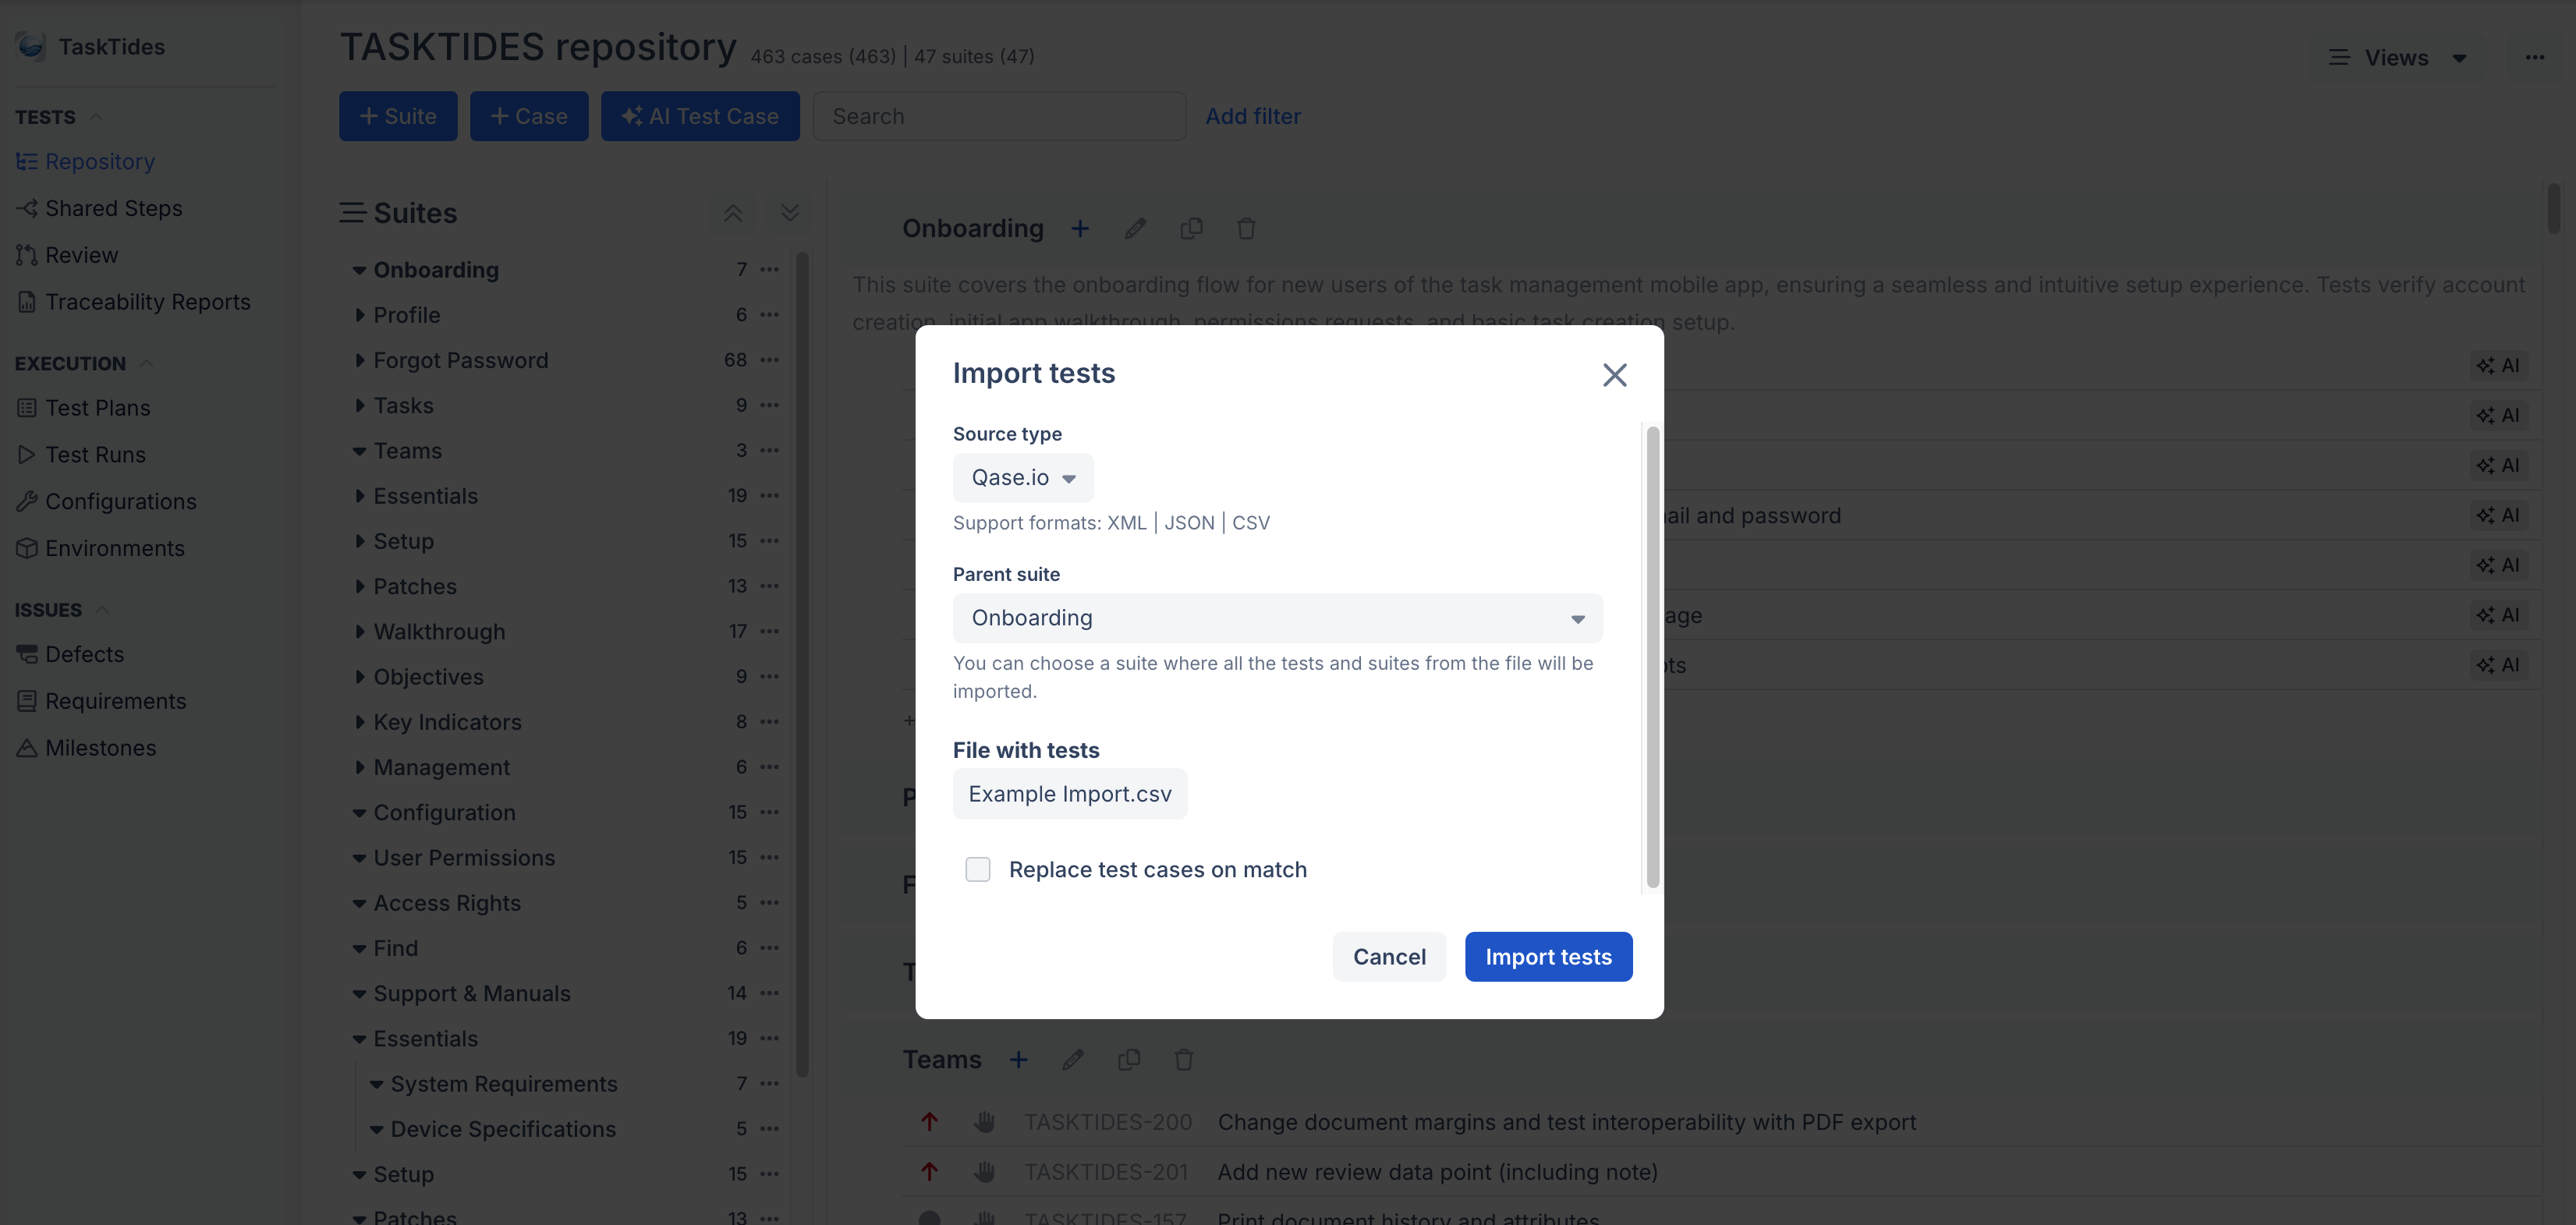 TaskTides
TESTS
Repository
Shared Steps
Review
Traceability Reports
EXECUTION
Test Plans
Test Runs
Configurations
Environments
ISSUES
Defects
Requirements
Milestones
TASKTIDES repository 463 cases (463) | 47 suites (47)
Views
+ Suite
+ Case
AI Test Case
Search
Add filter
Suites
Onboarding 7
Profile 6
Forgot Password 68
Tasks 9
Teams 3
Essentials 19
Setup 15
Patches 13
Walkthrough 17
Objectives 9
Key Indicators 8
Management 6
Configuration 15
User Permissions 15
Access Rights 5
Find 6
Support & Manuals 14
Essentials 19
System Requirements 7
Device Specifications 5
Setup 15
Patches 13
Onboarding
This suite covers the onboarding flow for new users of the task management mobile app, ensuring a seamless and intuitive setup experience. Tests verify account
creation, initial app walkthrough, permissions requests, and basic task creation setup.
AI
AI
AI
and password AI
AI
AI
AI
Import tests
Source type
Qase.io
Support formats: XML | JSON | CSV
Parent suite
Onboarding
You can choose a suite where all the tests and suites from the file will be
imported.
File with tests
Example Import.csv
Replace test cases on match
Cancel
Import tests
Teams
TASKTIDES-200 Change document margins and test interoperability with PDF export
TASKTIDES-201 Add new review data point (including note)
TASKTIDES-157 Print document history and attributes